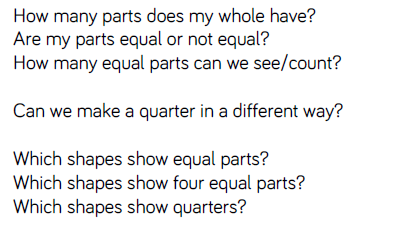 How many parts does my whole have?
Are my parts equal or not equal?
How many equal parts can we see/count?
Can we make a quarter in a different way?
Which shapes show equal parts?
Which shapes show four equal parts?
Which shapes show quarters?